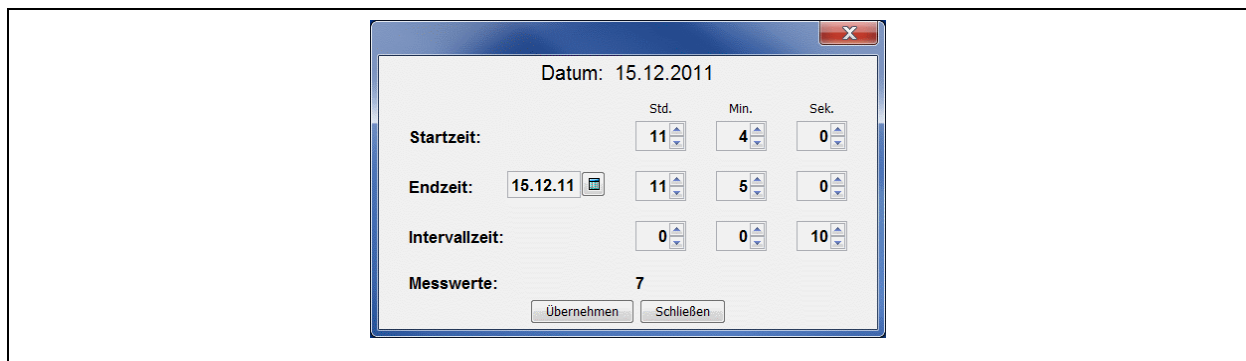 Datum: 15.12.2011
Std. Min. Sek.
Startzeit: 11 4 0
Endzeit: 15.12.11 11 5 0
Intervallzeit: 0 0 10
Messwerte: 7
Übernehmen Schließen